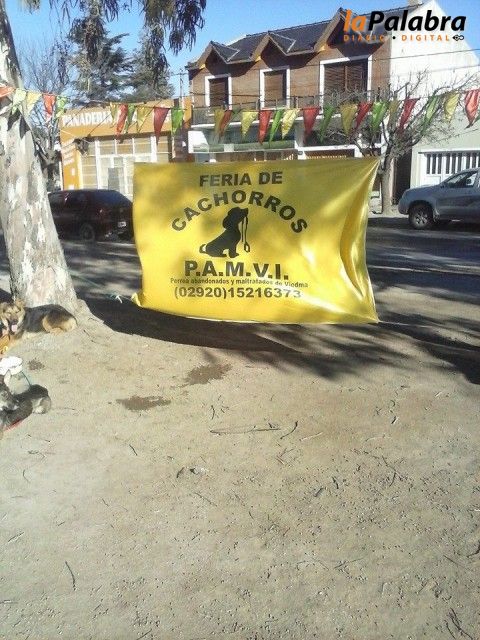 laPalabra
DIARIO DIGITAL
PANADERIA
FERIA DE
CACHORROS
P.A.M.V.I.
Perros abandonados y maltratados de Viedma
(02920)15216373